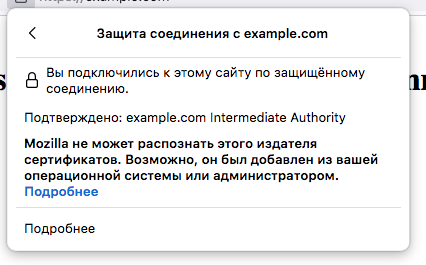 Защита соединения с example.com
Вы подключились к этому сайту по защищённому
соединению.
Подтверждено: example.com Intermediate Authority
Mozilla не может распознать этого издателя
сертификатов. Возможно, он был добавлен из вашей
операционной системы или администратором.
Подробнее
Подробнее